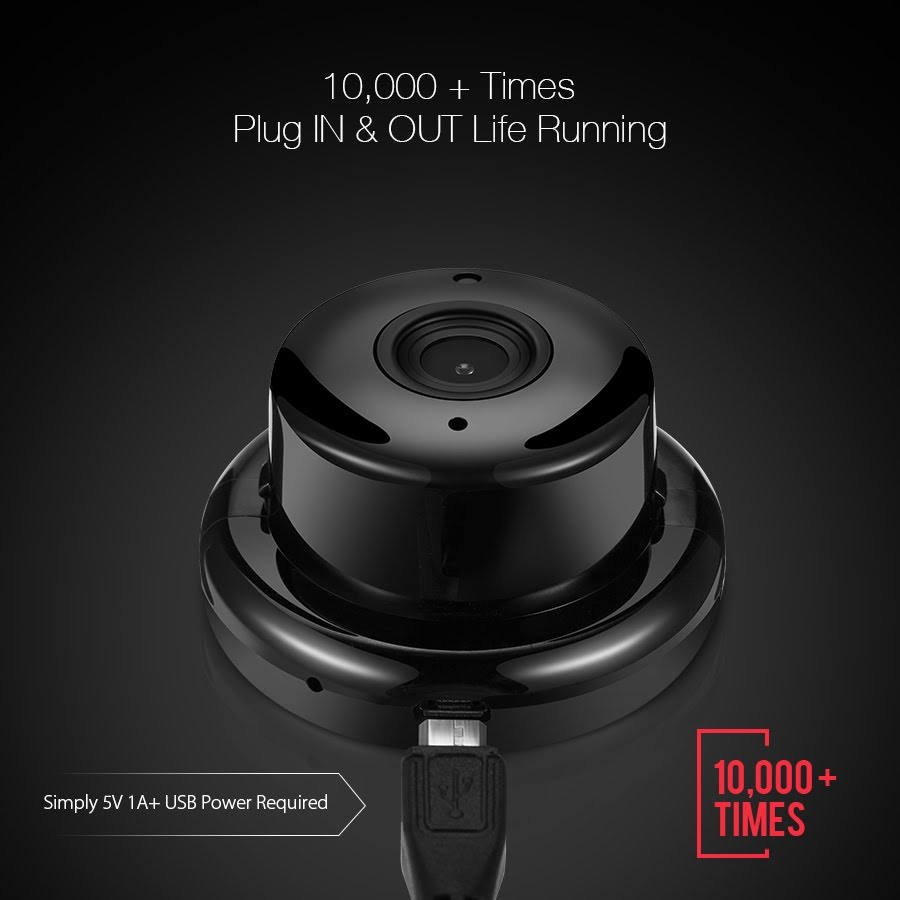 10,000 + Times
Plug IN & OUT Life Running
Simply 5V 1A+ USB Power Required
10,000+
TIMES